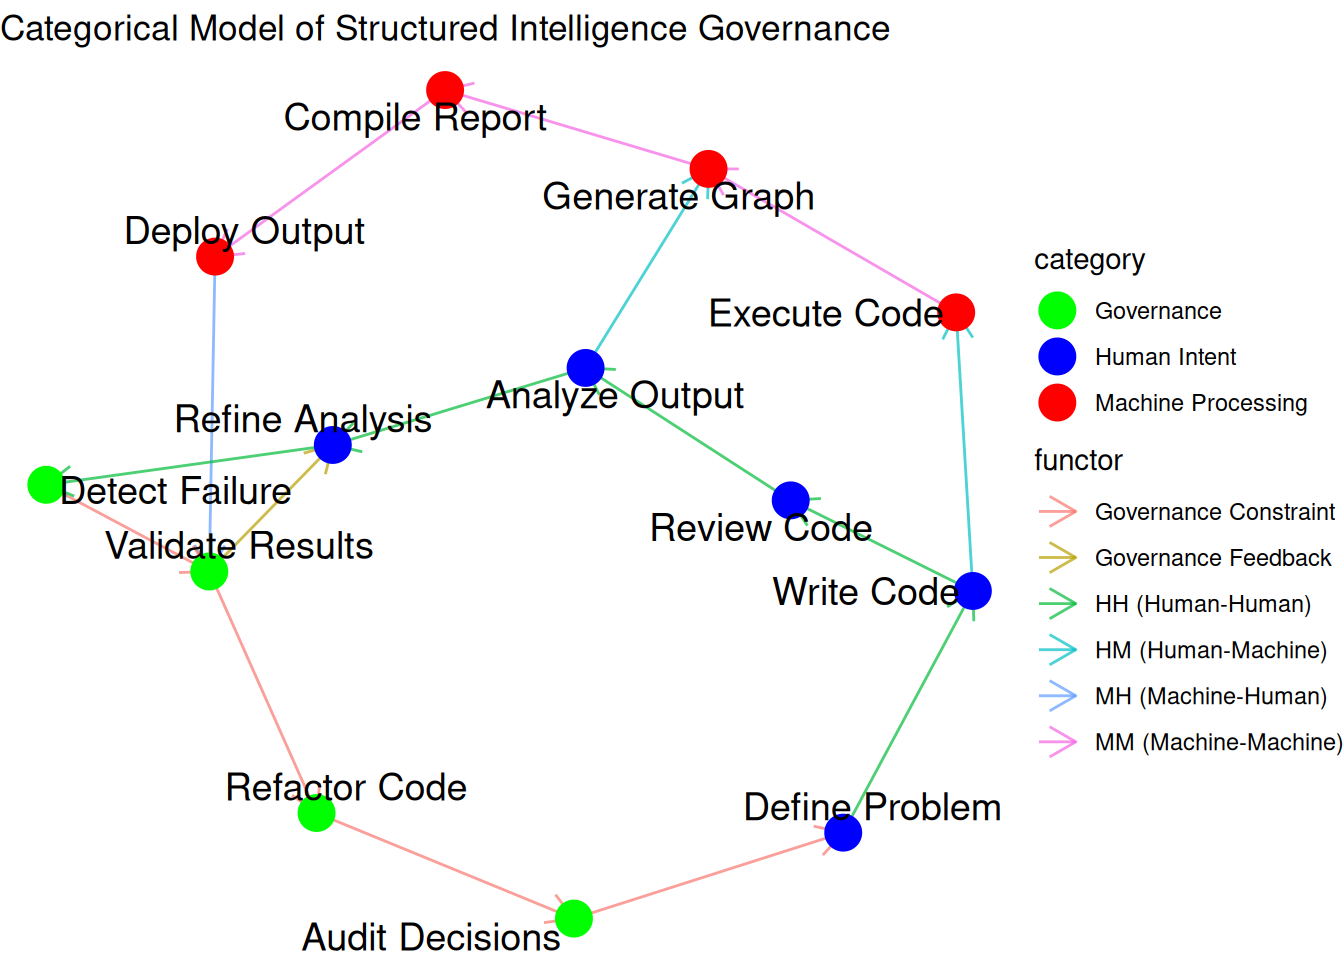 Categorical Model of Structured Intelligence Governance
Compile Report
Generate Graph
Deploy Output
Execute Code
Analyze Output
Refine Analysis
Detect Failure
Validate Results
Review Code
Write Code
Refactor Code
Define Problem
Audit Decisions
category
Governance
Human Intent
Machine Processing
functor
Governance Constraint
Governance Feedback
HH (Human-Human)
HM (Human-Machine)
MH (Machine-Human)
MM (Machine-Machine)